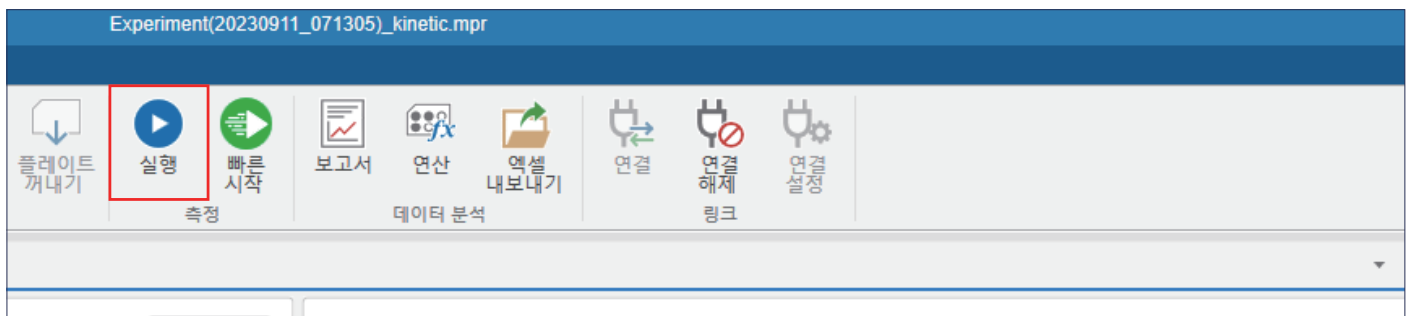 Experiment(20230911_071305)_kinetic.mpr
플레이트
꺼내기
실행
빠른
시작
보고서
연산
엑셀
내보내기
연결
연결
해제
연결
설정
측정
데이터 분석
링크